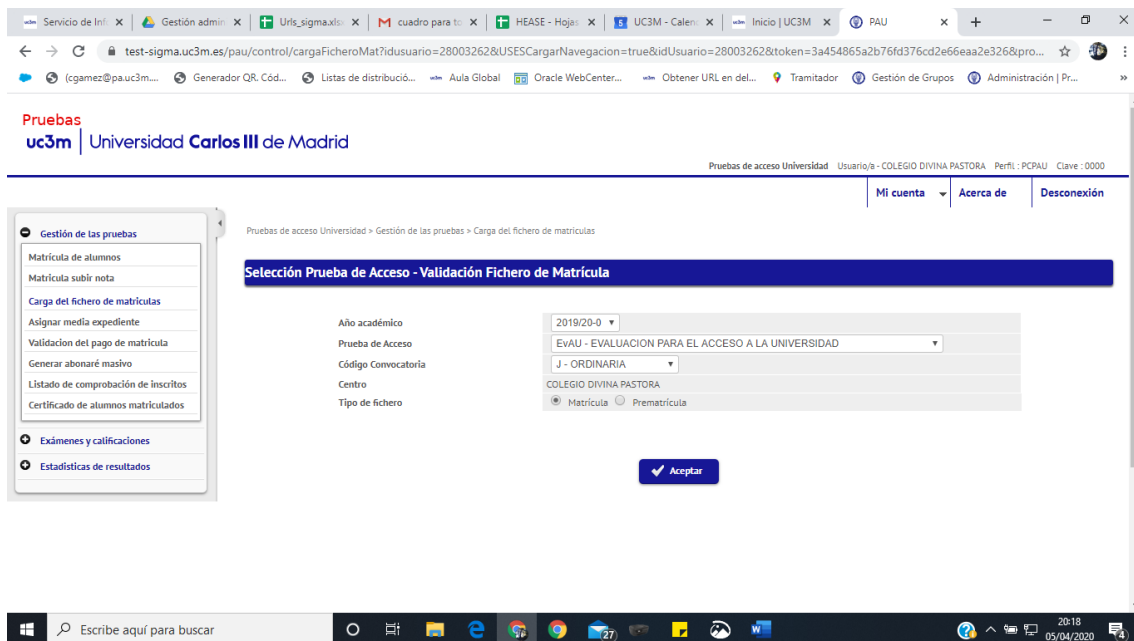 Servicio de Inf
Gestión admin
Urls_sigma.xls
cuadro para to
HEASE - Hojas
UC3M - Calen
Inicio | UC3M
PAU
test-sigma.uc3m.es/pau/control/cargaFicheroMat?idusuario=28003262&USESCargarNavegacion=true&idUsuario=28003262&token=3a454865a2b76fd376cd2e66eaa2e326&pro...
(cgamez@pa.uc3m....
Generador QR. Cód...
Listas de distribució...
Aula Global
Oracle WebCenter...
Obtener URL en del...
Tramitador
Gestión de Grupos
Administración | Pr...
»
Pruebas
uc3m | Universidad Carlos III de Madrid
Pruebas de acceso Universidad Usuario/a - COLEGIO DIVINA PASTORA Perfil : PCPAU Clave : 0000
Mi cuenta
Acerca de
Desconexión
Gestión de las pruebas
Matrícula de alumnos
Matricula subir nota
Carga del fichero de matriculas
Asignar media expediente
Validacion del pago de matricula
Generar abonaré masivo
Listado de comprobación de inscritos
Certificado de alumnos matriculados
Exámenes y calificaciones
Estadisticas de resultados
Pruebas de acceso Universidad > Gestión de las pruebas > Carga del fichero de matriculas
Selección Prueba de Acceso - Validación Fichero de Matrícula
Año académico 2019/20-0
Prueba de Acceso EvAU - EVALUACION PARA EL ACCESO A LA UNIVERSIDAD
Código Convocatoria J - ORDINARIA
Centro COLEGIO DIVINA PASTORA
Tipo de fichero Matrícula Prematrícula
Aceptar
Escribe aquí para buscar
27
20:18
05/04/2020
4